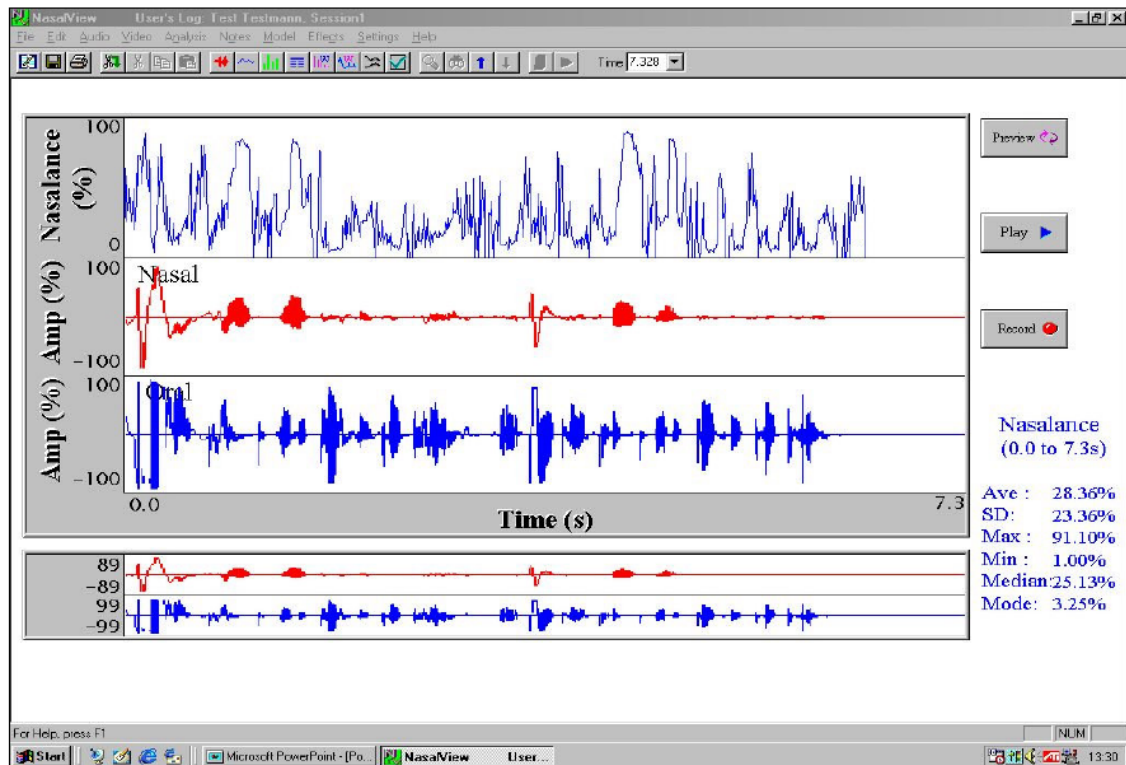 NasalView User's Log: Test Testmann, Session1
File Edit Audio Video Analysis Notes Model Effects Settings Help
Time 7.328
Nasalance (%)
100
0
Preview
Play
Record
Amp (%)
100
-100
Nasal
Amp (%)
100
-100
Oral
0.0
7.3
Time (s)
89
-89
99
-99
Nasalance
(0.0 to 7.3s)
Ave : 28.36%
SD: 23.36%
Max : 91.10%
Min : 1.00%
Median:25.13%
Mode: 3.25%
For Help, press F1
NUM
Start Microsoft PowerPoint - [Po... NasalView User... 13:30